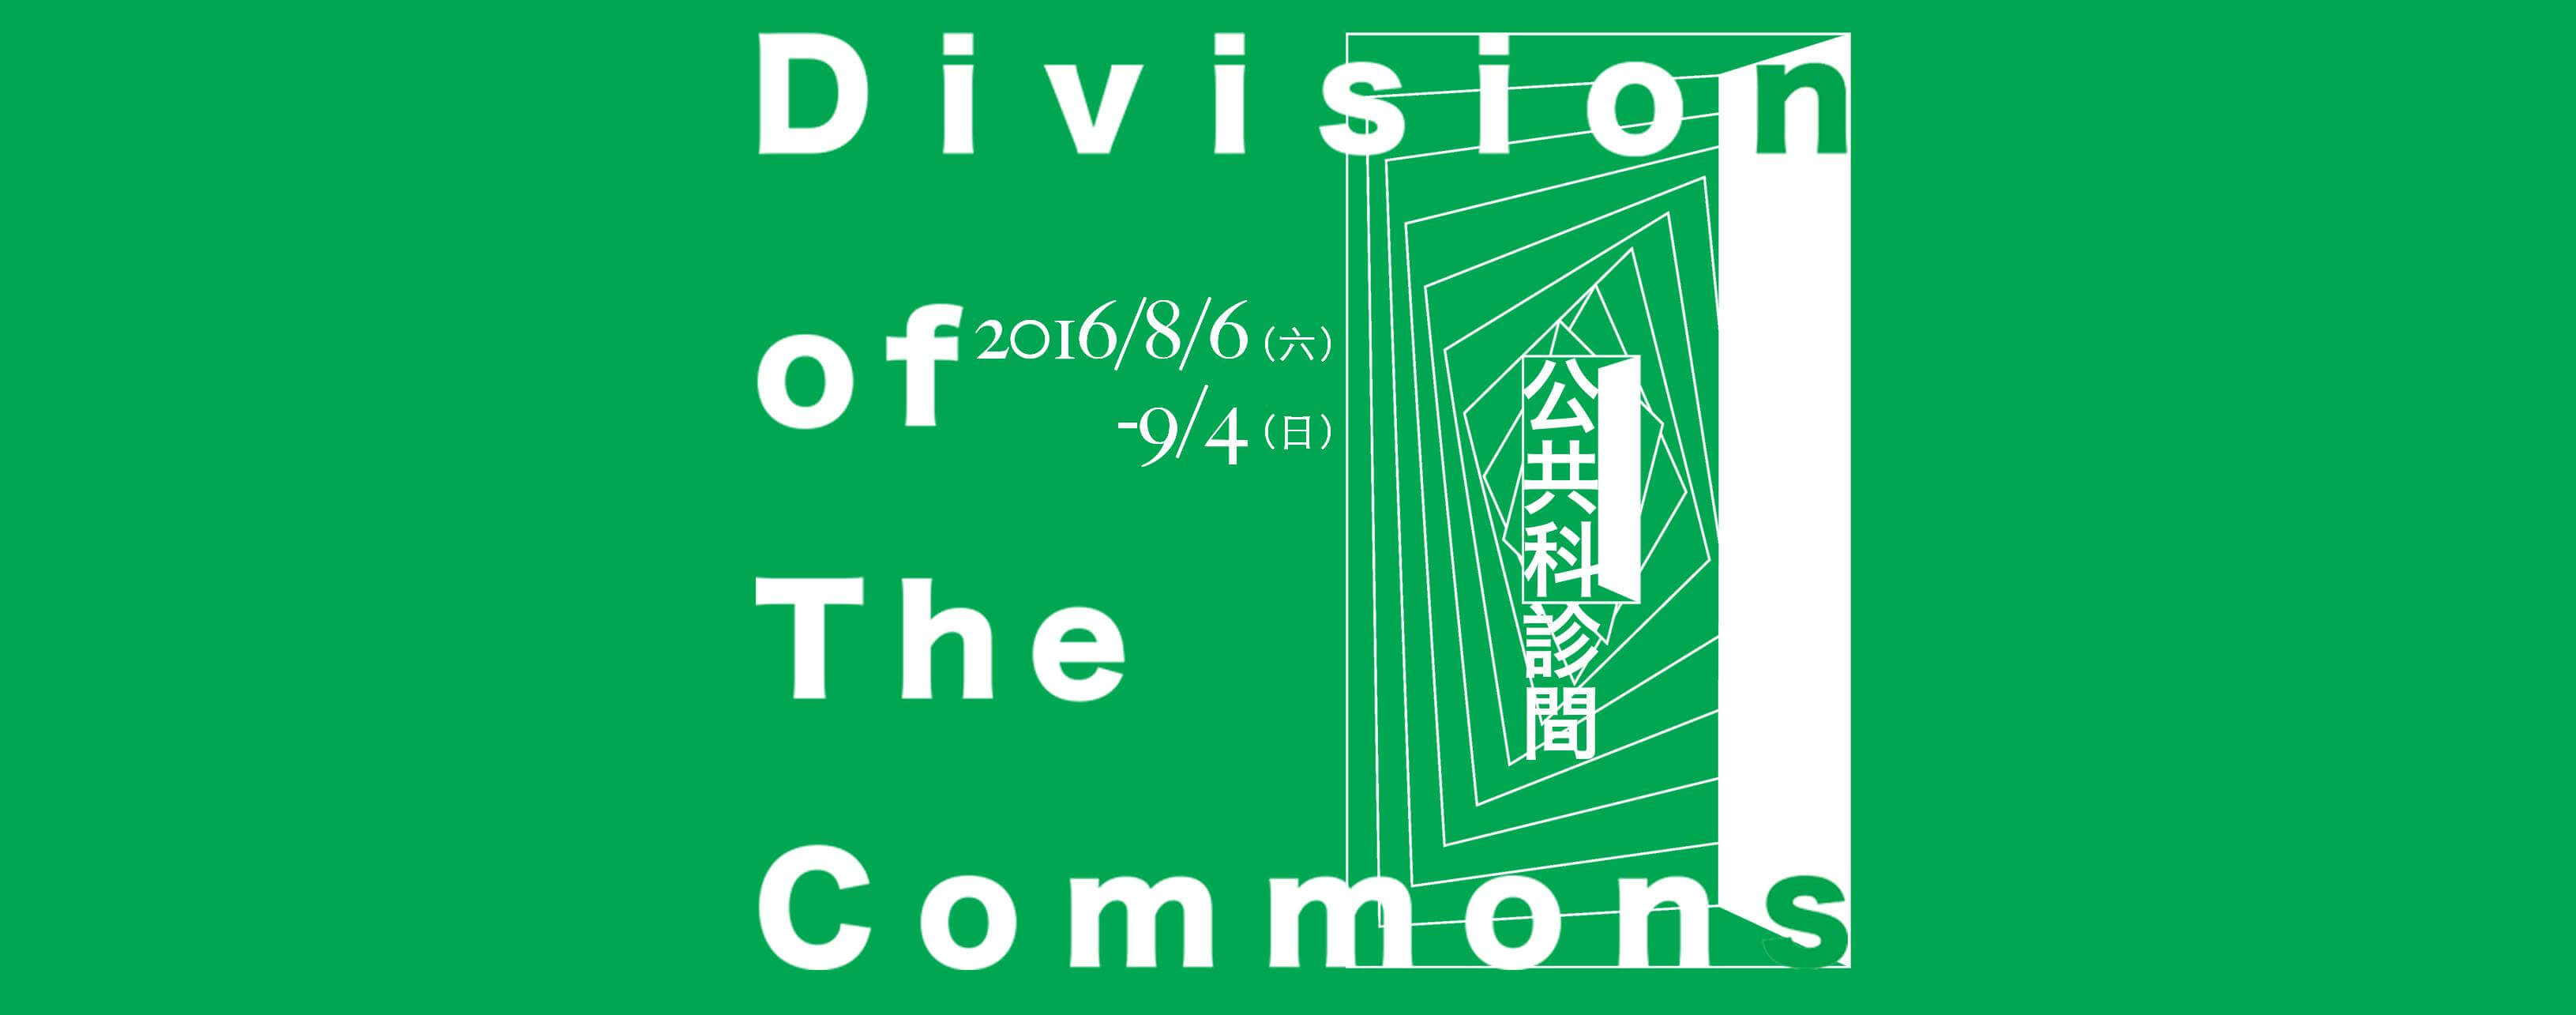 Division
of
2016/8/6（六）
-9/4（日）
The
Commons
公共科診間